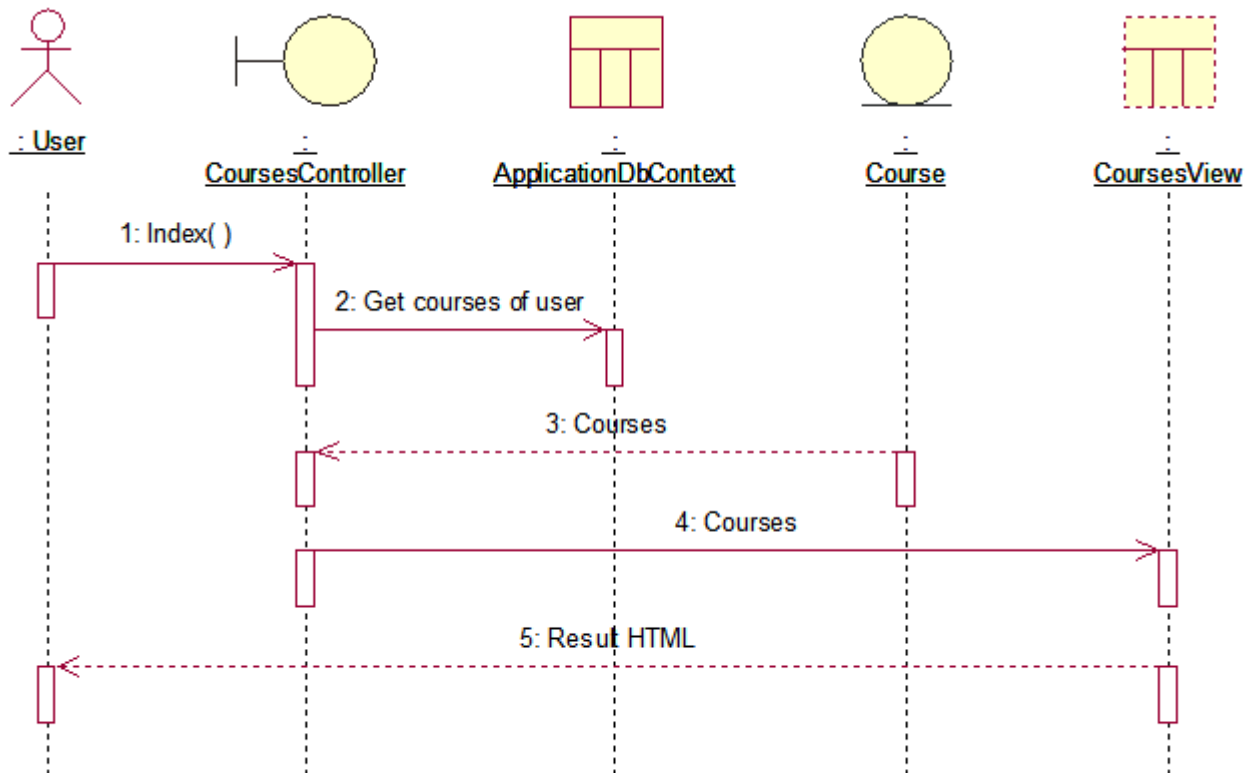 : User
:
CoursesController
:
ApplicationDbContext
:
Course
:
CoursesView
1: Index( )
2: Get courses of user
3: Courses
4: Courses
5: Result HTML